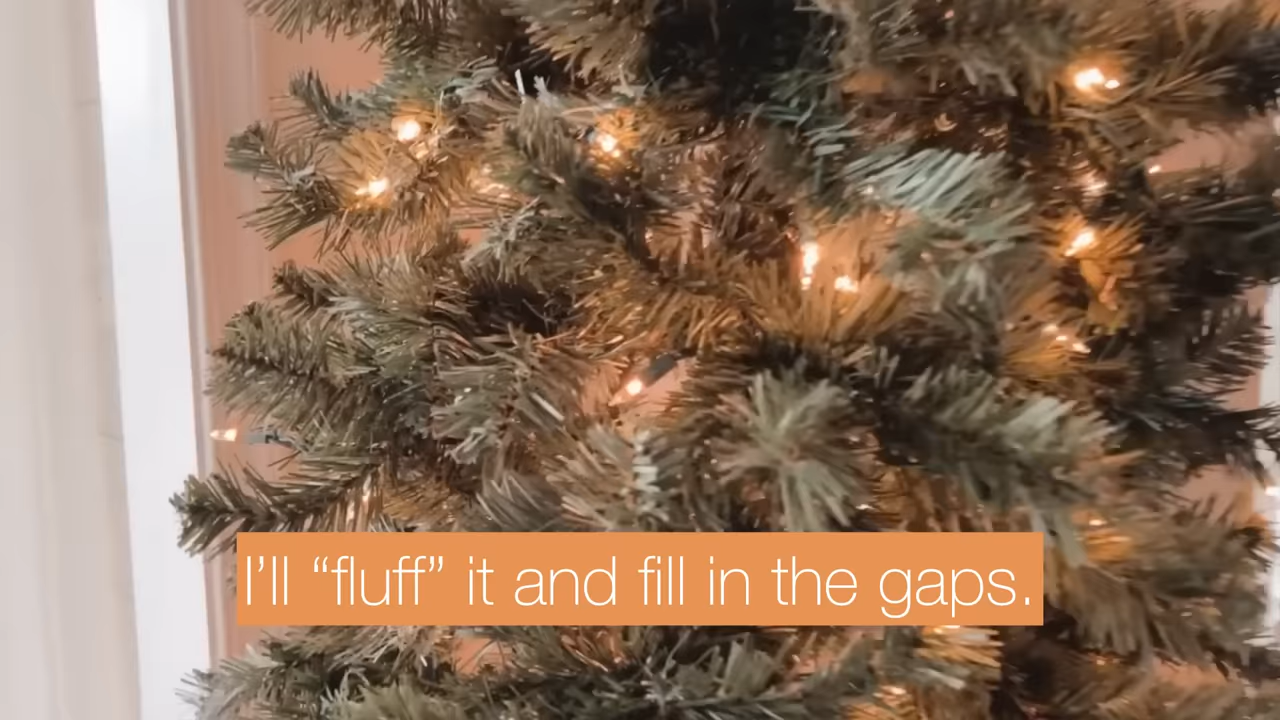 I’ll “fluff” it and fill in the gaps.